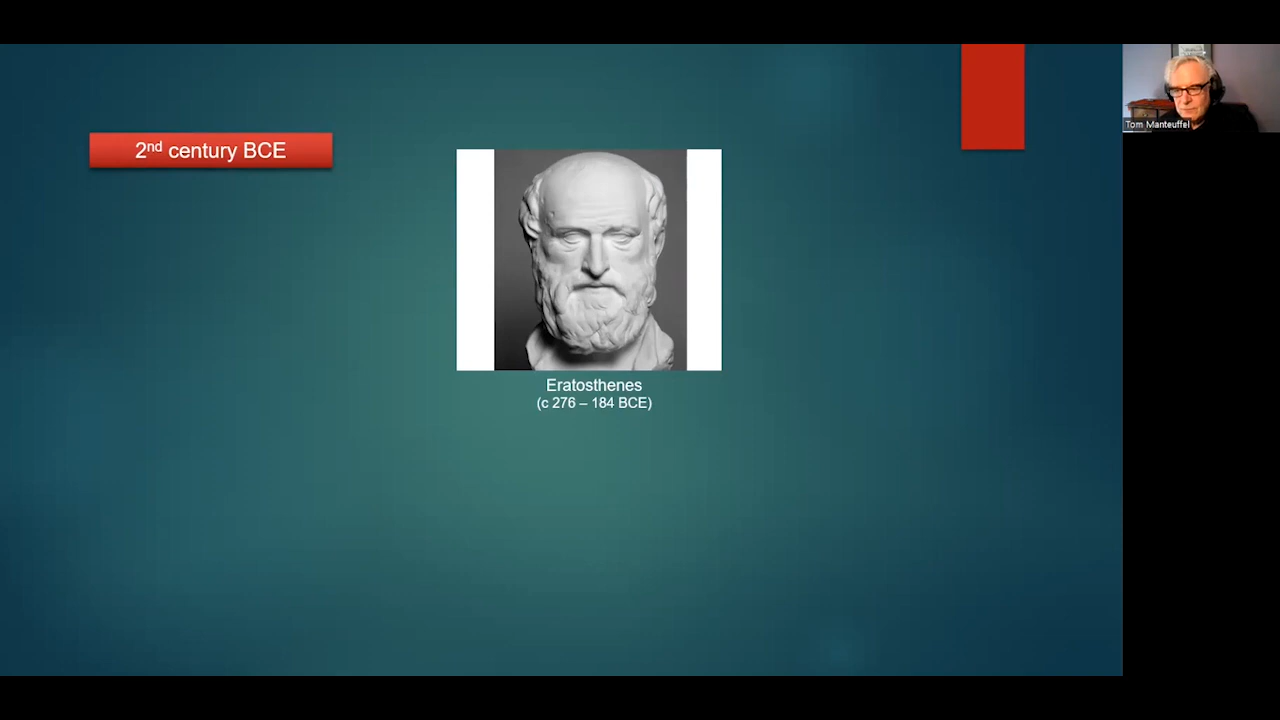 2nd century BCE
Eratosthenes
(c 276 – 184 BCE)
Tom Manteuffel